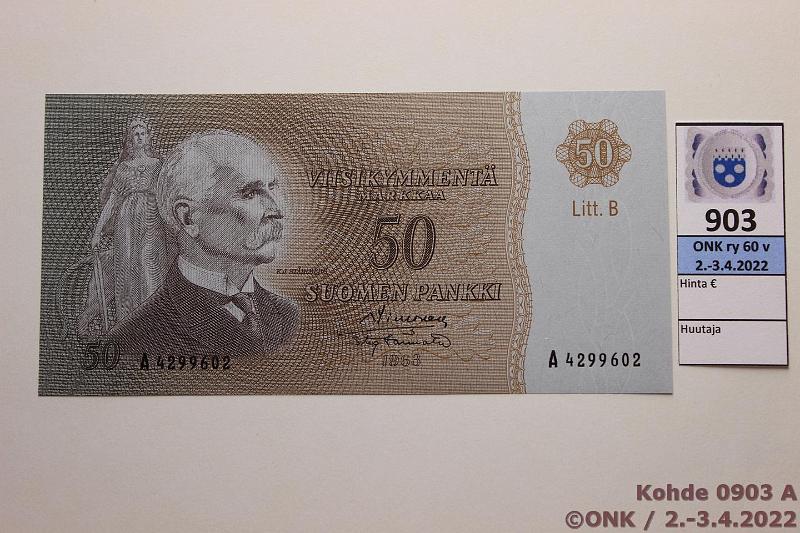 VIISIKYMMENTÄ
MARKKAA
50
SUOMEN PANKKI
1963
50
A 4299602
50
Litt. B
A 4299602
903
ONK ry 60 v
2.-3.4.2022
Hinta €
Huutaja
Kohde 0903 A
©ONK / 2.-3.4.2022